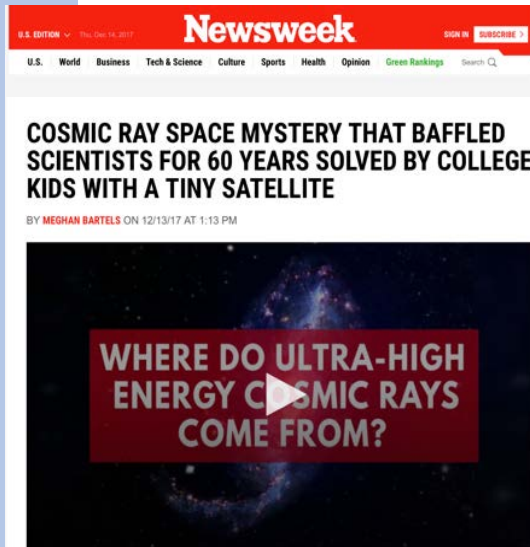 U.S. EDITION Thu, Dec 14, 2017 Newsweek SIGN IN SUBSCRIBE >
U.S. World Business Tech & Science Culture Sports Health Opinion Green Rankings Search
COSMIC RAY SPACE MYSTERY THAT BAFFLED
SCIENTISTS FOR 60 YEARS SOLVED BY COLLEGE
KIDS WITH A TINY SATELLITE
BY MEGHAN BARTELS ON 12/13/17 AT 1:13 PM
WHERE DO ULTRA-HIGH
ENERGY COSMIC RAYS
COME FROM?